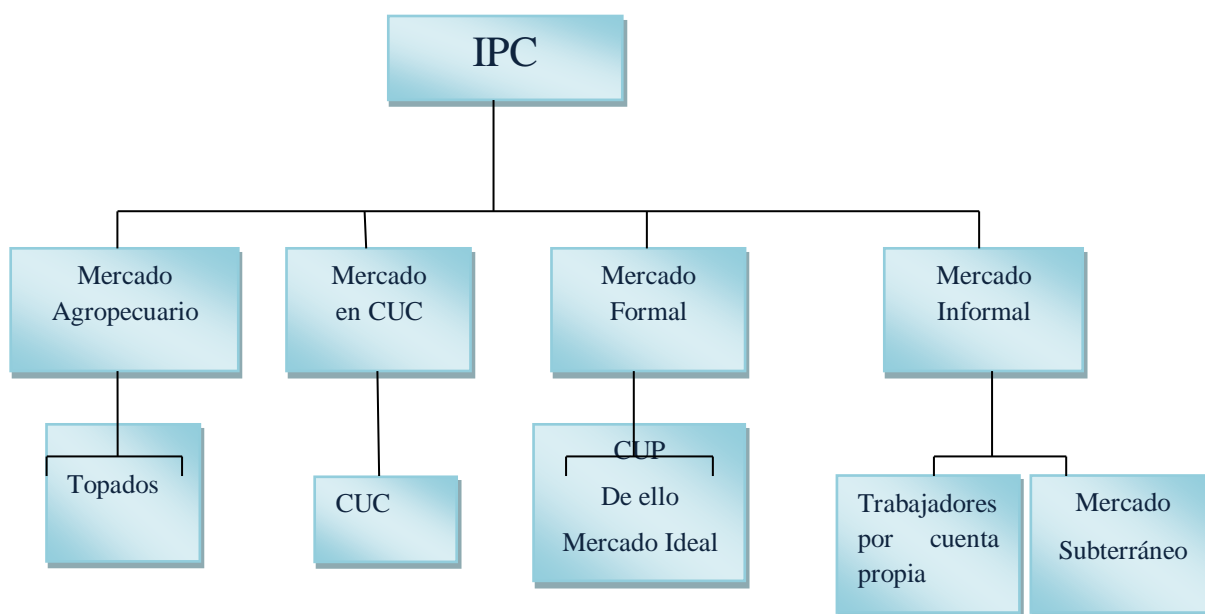 IPC
Mercado
Agropecuario
Mercado
en CUC
Mercado
Formal
Mercado
Informal
Topados
CUC
CUP
De ello
Mercado Ideal
Trabajadores
por cuenta
propia
Mercado
Subterráneo